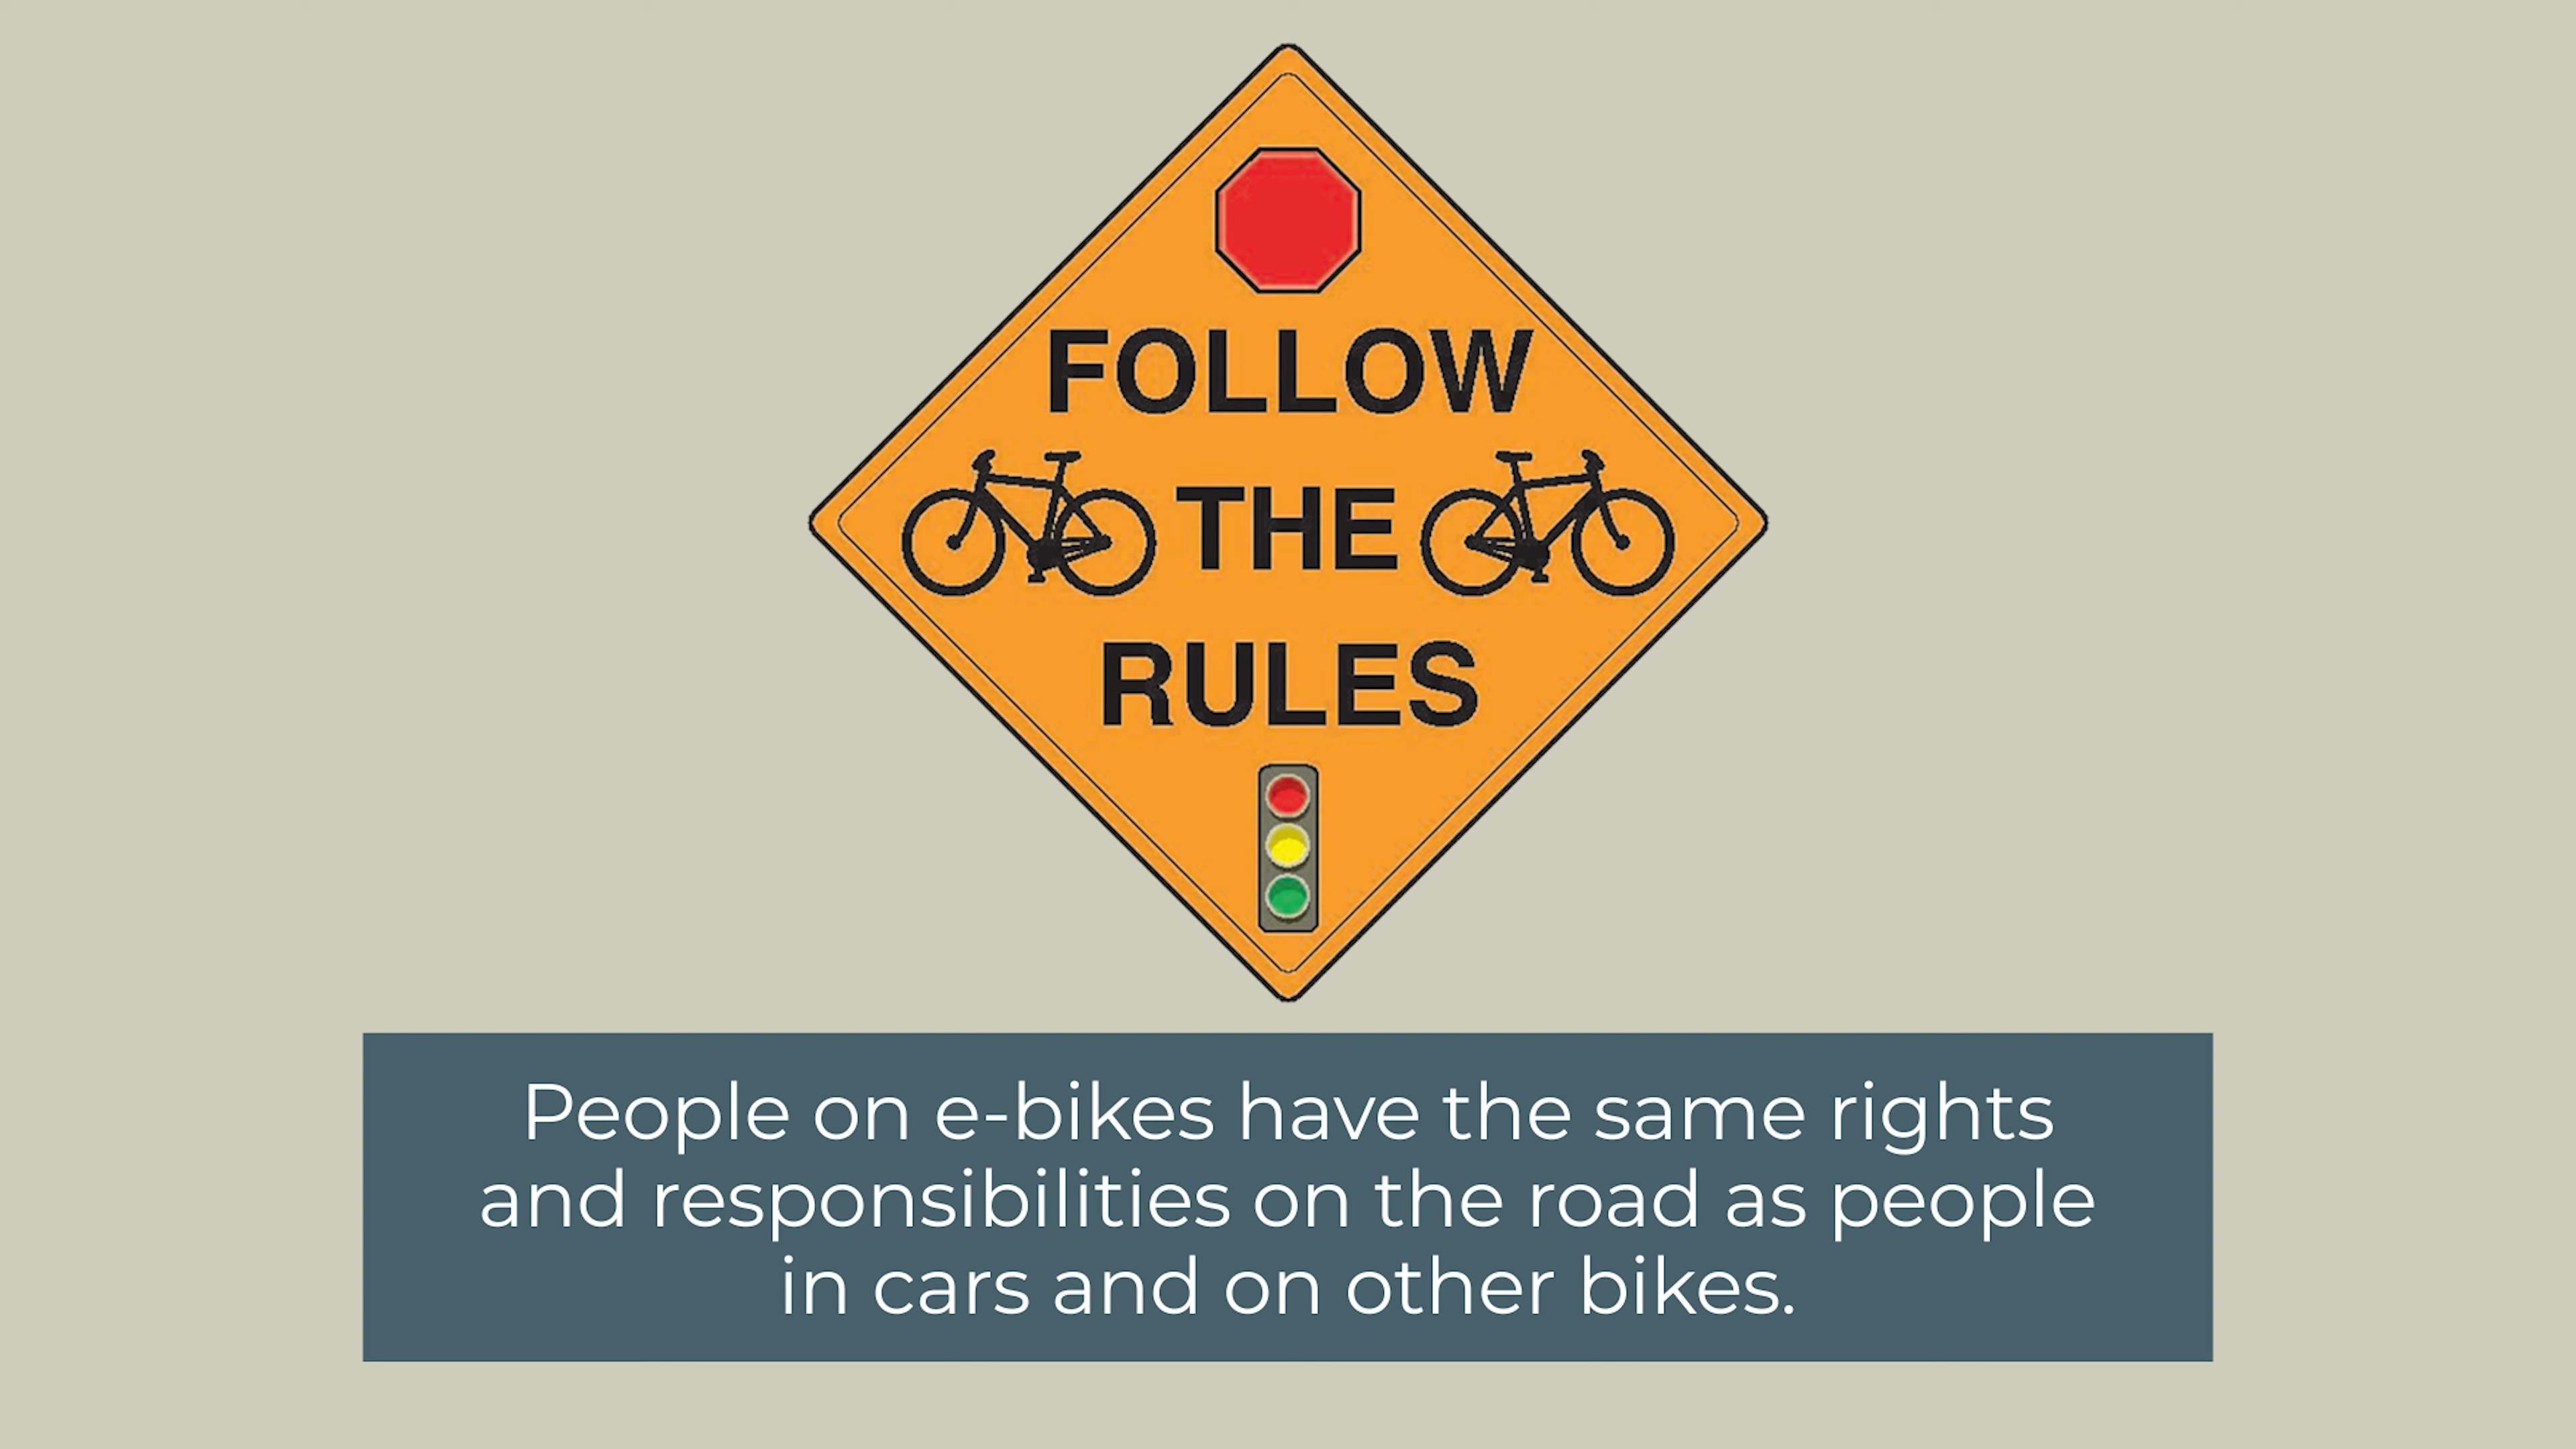 FOLLOW
THE
RULES
People on e-bikes have the same rights
and responsibilities on the road as people
in cars and on other bikes.